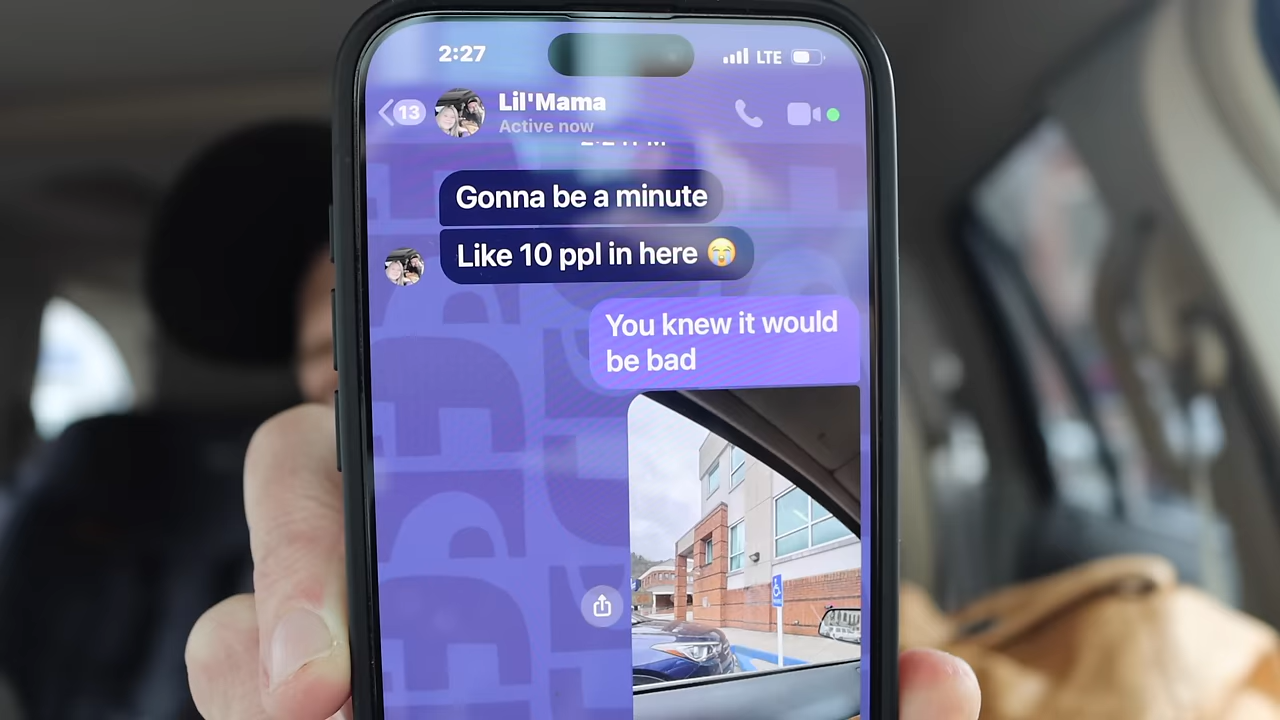 2:27
LTE
13
Lil'Mama
Active now
Gonna be a minute
Like 10 ppl in here 😭
You knew it would
be bad